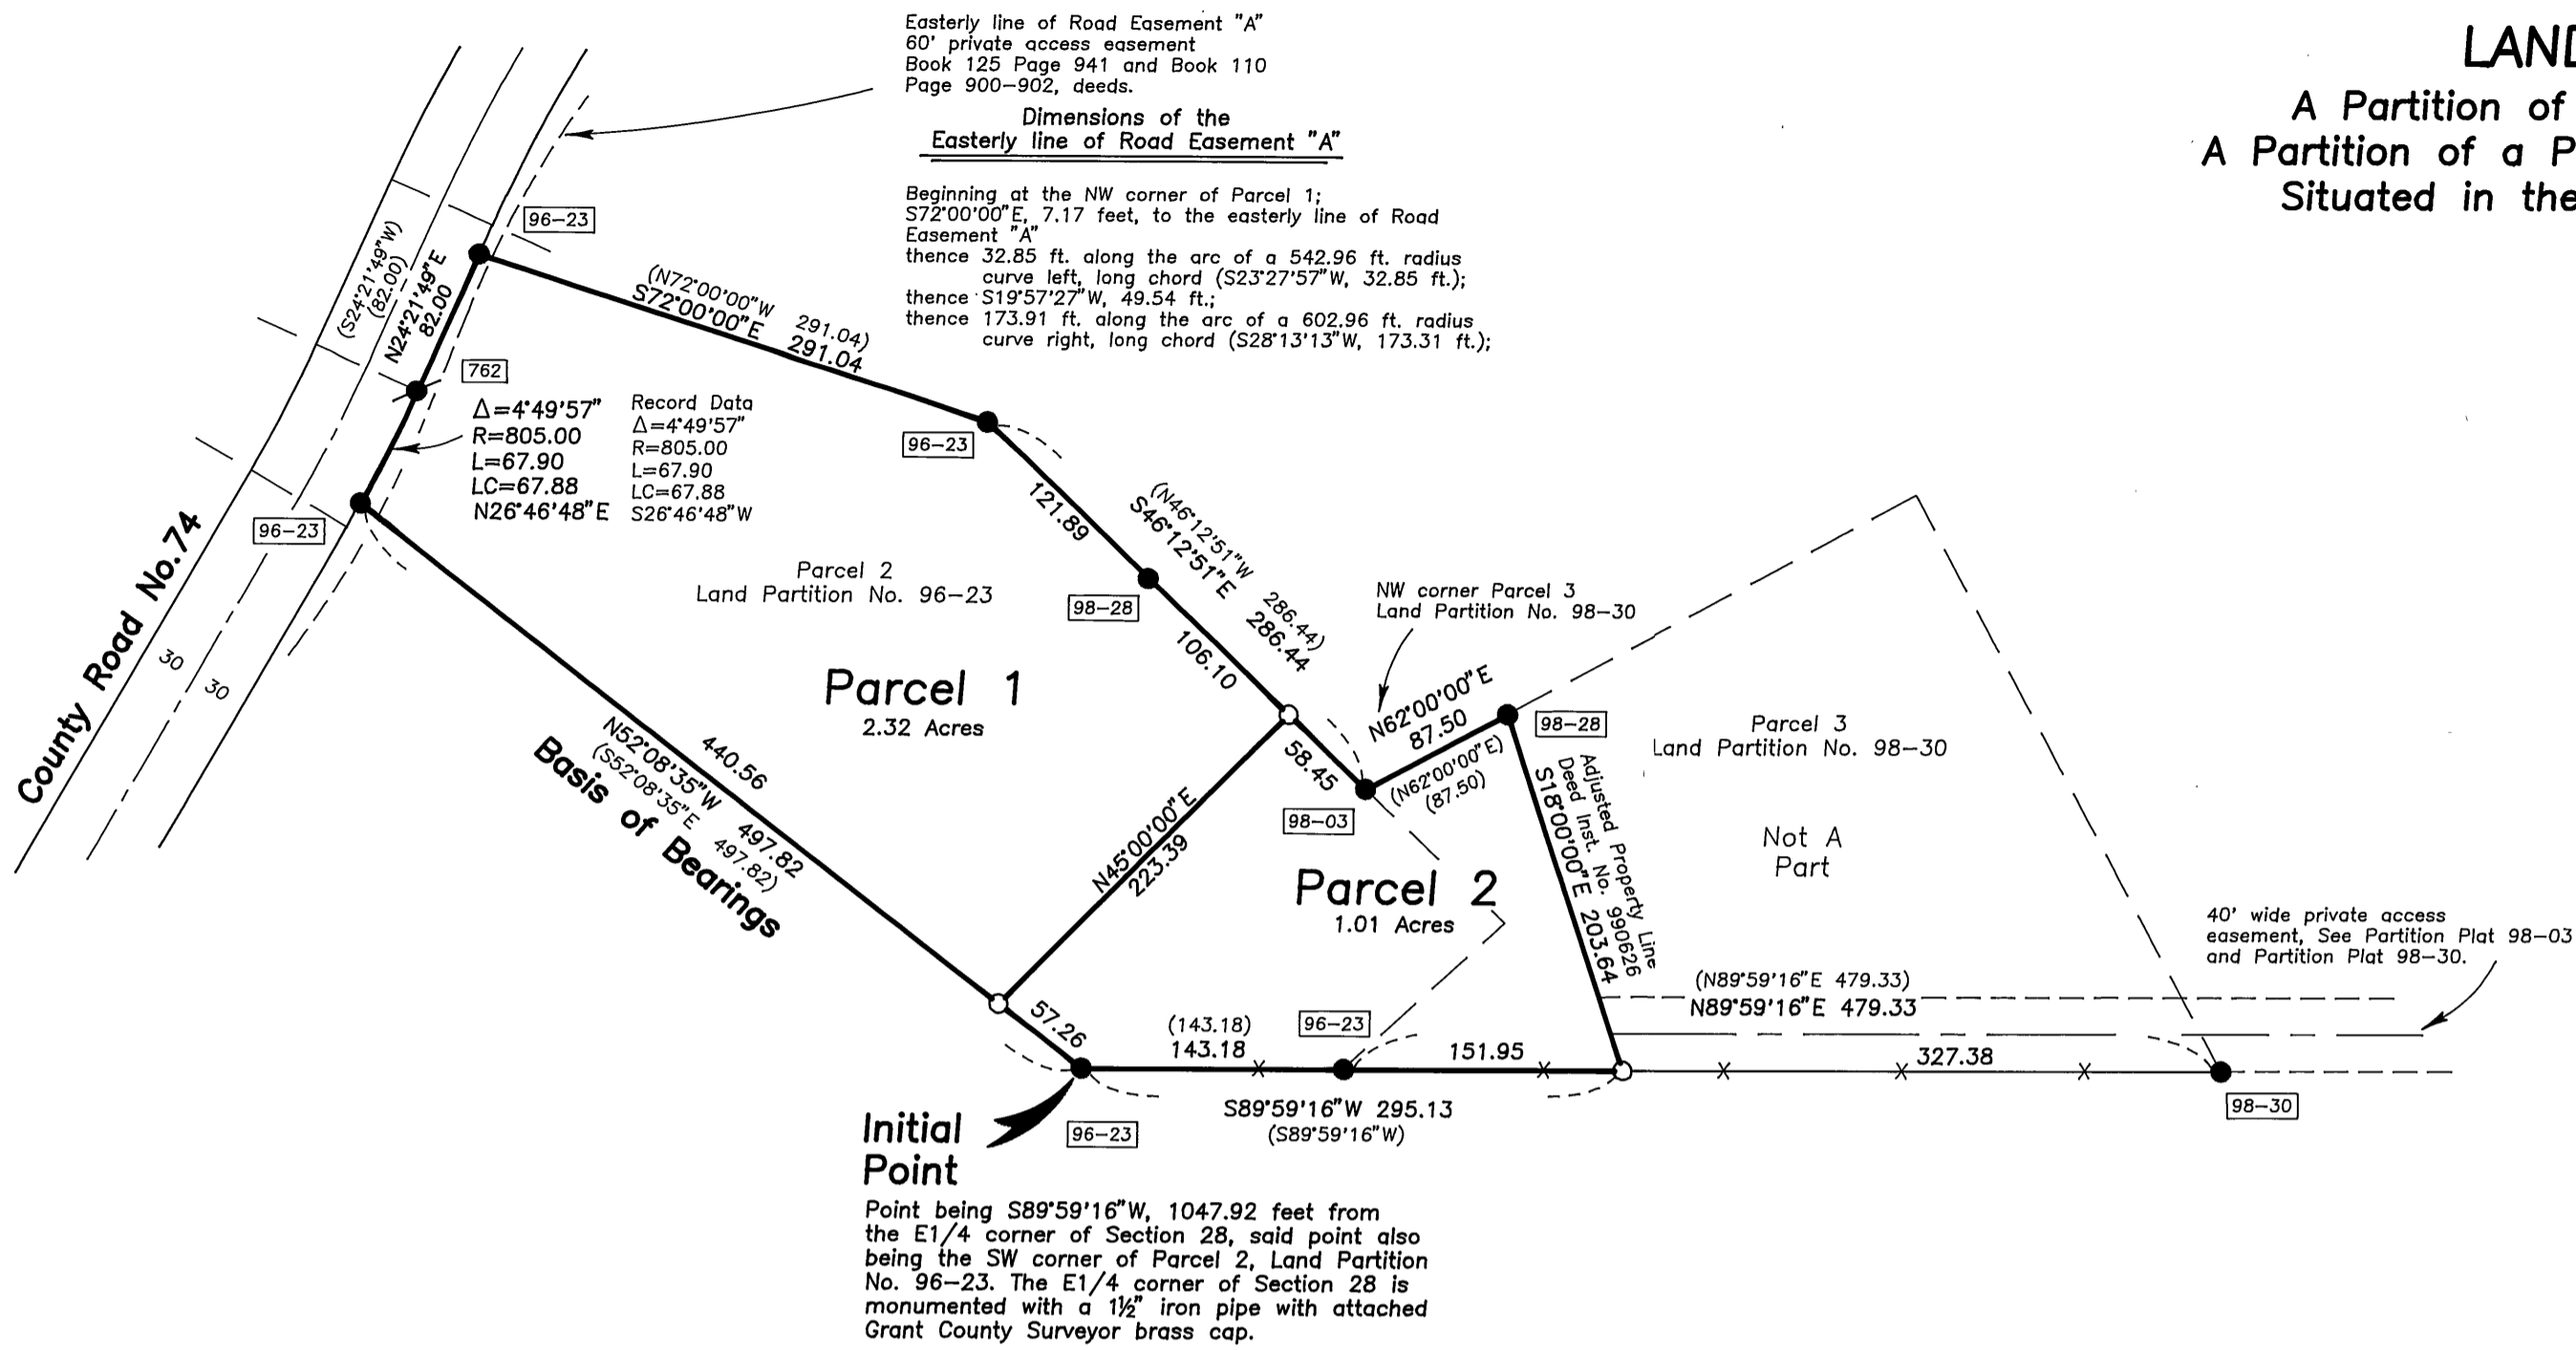 Easterly line of Road Easement "A"
60' private access easement
Book 125 Page 941 and Book 110
Page 900-902, deeds.
Dimensions of the
Easterly line of Road Easement "A"
Beginning at the NW corner of Parcel 1;
S72°00'00"E, 7.17 feet, to the easterly line of Road
Easement "A"
thence 32.85 ft. along the arc of a 542.96 ft. radius
curve left, long chord (S23°27'57"W, 32.85 ft.);
thence S19°57'27"W, 49.54 ft.;
thence 173.91 ft. along the arc of a 602.96 ft. radius
curve right, long chord (S28°13'13"W, 173.31 ft.);
LAND
A Partition of
A Partition of a P
Situated in the
96-23
(S24°21'49"W)
(82.00)
N24°21'49"E
82.00
(N72°00'00"W 291.04)
S72°00'00"E 291.04
762
Δ=4°49'57"
R=805.00
L=67.90
LC=67.88
N26°46'48"E
Record Data
Δ=4°49'57"
R=805.00
L=67.90
LC=67.88
S26°46'48"W
96-23
96-23
County Road No.74
30
30
121.89
(N46°12'51"W 286.44)
S46°12'51"E 286.44
Parcel 2
Land Partition No. 96-23
98-28
106.10
NW corner Parcel 3
Land Partition No. 98-30
Parcel 1
2.32 Acres
N62°00'00"E
87.50
(N62°00'00"E)
(87.50)
98-28
58.45
98-03
Parcel 3
Land Partition No. 98-30
Not A
Part
Adjusted Property Line
Deed Inst. No. 990626
S18°00'00"E 203.64
440.56
N52°08'35"W 497.82
(S52°08'35"E 497.82)
Basis of Bearings
N45°00'00"E
223.39
Parcel 2
1.01 Acres
40' wide private access
easement, See Partition Plat 98-03
and Partition Plat 98-30.
(N89°59'16"E 479.33)
N89°59'16"E 479.33
57.26
(143.18)
143.18
96-23
151.95
327.38
S89°59'16"W 295.13
(S89°59'16"W)
96-23
98-30
Initial
Point
Point being S89°59'16"W, 1047.92 feet from
the E1/4 corner of Section 28, said point also
being the SW corner of Parcel 2, Land Partition
No. 96-23. The E1/4 corner of Section 28 is
monumented with a 1½" iron pipe with attached
Grant County Surveyor brass cap.